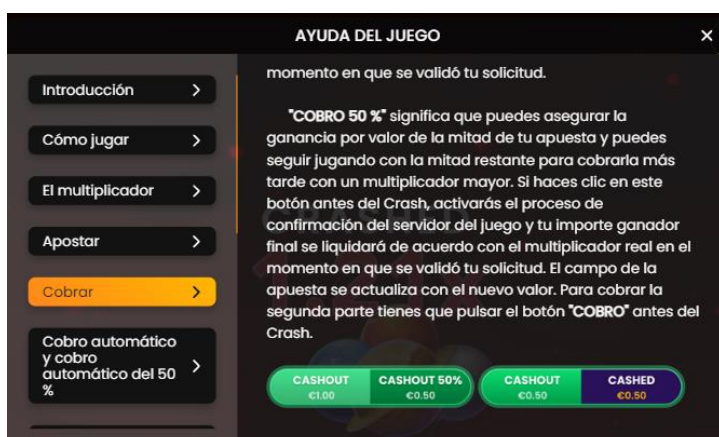 AYUDA DEL JUEGO ×
momento en que se validó tu solicitud.
Introducción >
"COBRO 50 %" significa que puedes asegurar la
ganancia por valor de la mitad de tu apuesta y puedes
Cómo jugar >
seguir jugando con la mitad restante para cobrarla más
tarde con un multiplicador mayor. Si haces clic en este
El multiplicador >
botón antes del Crash, activarás el proceso de
confirmación del servidor del juego y tu importe ganador
Apostar >
final se liquidará de acuerdo con el multiplicador real en el
momento en que se validó tu solicitud. El campo de la
Cobrar >
apuesta se actualiza con el nuevo valor. Para cobrar la
segunda parte tienes que pulsar el botón "COBRO" antes del
Crash.
Cobro automático
y cobro
automático del 50 >
%
CASHOUT CASHOUT 50% CASHOUT CASHED
€1.00 €0.50 €0.50 €0.50
CRASHED